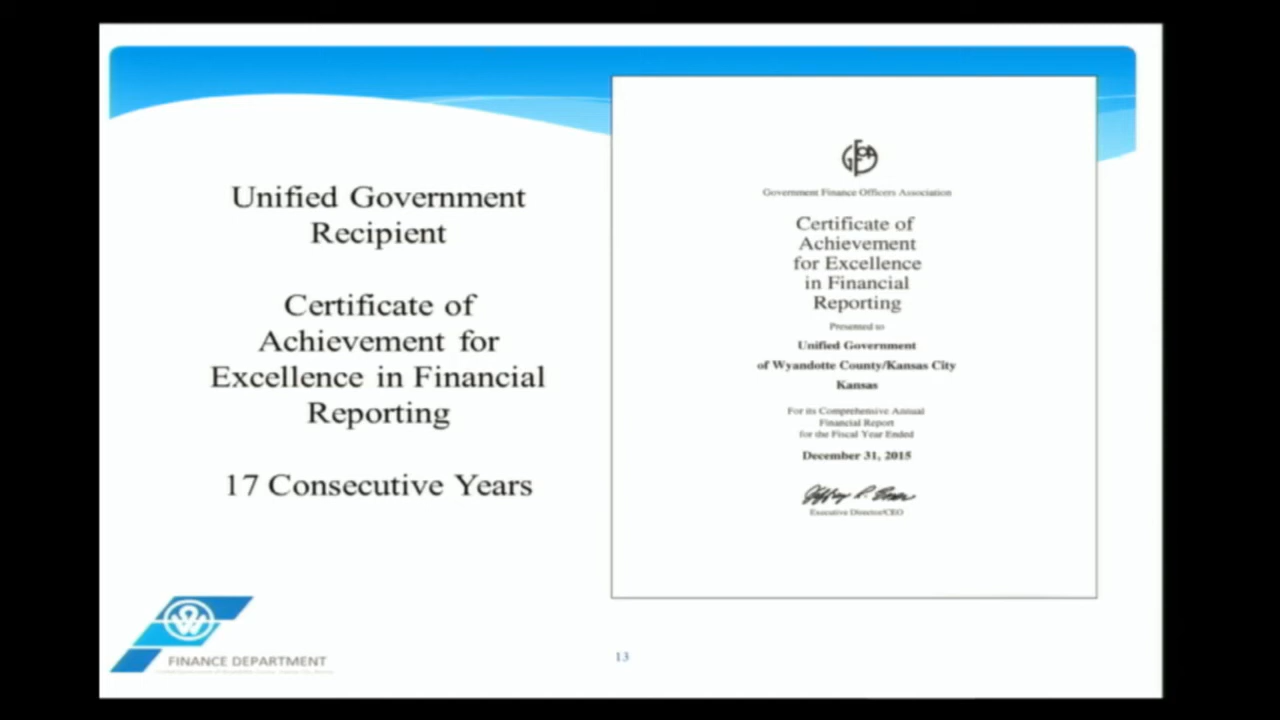 Unified Government
Recipient
Certificate of
Achievement for
Excellence in Financial
Reporting
17 Consecutive Years
GFOA
Government Finance Officers Association
Certificate of
Achievement
for Excellence
in Financial
Reporting
Presented to
Unified Government
of Wyandotte County/Kansas City
Kansas
For its Comprehensive Annual
Financial Report
for the Fiscal Year Ended
December 31, 2015
Executive Director/CEO
FINANCE DEPARTMENT
13